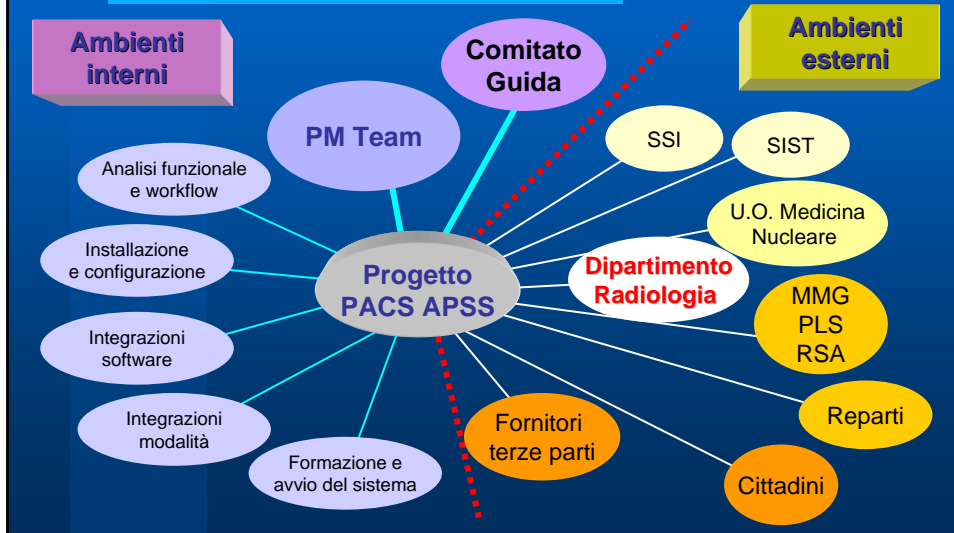 Ambienti
interni
Comitato
Guida
Ambienti
esterni
PM Team
SSI
SIST
Analisi funzionale
e workflow
U.O. Medicina
Nucleare
Installazione
e configurazione
Progetto
PACS APSS
Dipartimento
Radiologia
MMG
PLS
RSA
Integrazioni
software
Integrazioni
modalità
Fornitori
terze parti
Reparti
Formazione e
avvio del sistema
Cittadini